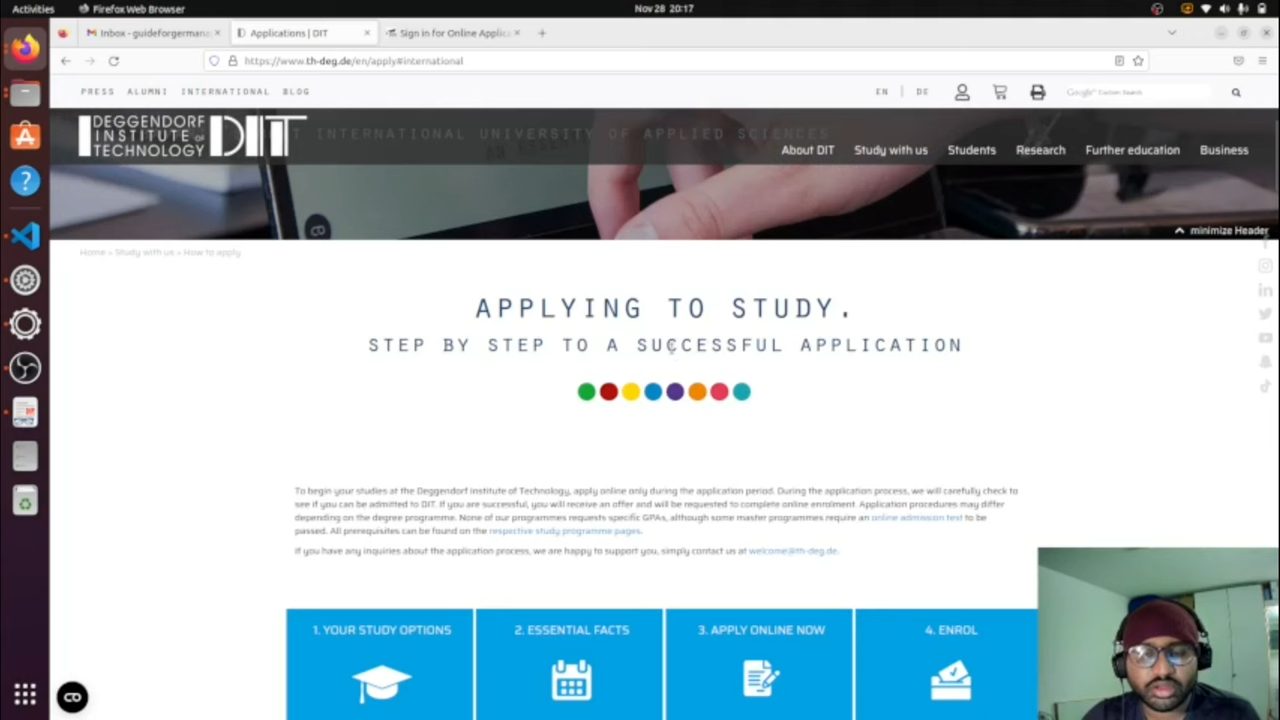 Activities
Firefox Web Browser
Nov 28 20:17
Inbox - guideforgerman
Applications | DIT
Sign in for Online Applic
https://www.th-deg.de/en/apply#international
PRESS ALUMNI INTERNATIONAL BLOG
EN | DE
Google Custom Search
DEGGENDORF
INSTITUTE OF
TECHNOLOGY
DIT
INTERNATIONAL UNIVERSITY OF APPLIED SCIENCES
About DIT Study with us Students Research Further education Business
minimize Header
Home » Study with us » How to apply
APPLYING TO STUDY.
STEP BY STEP TO A SUCCESSFUL APPLICATION
To begin your studies at the Deggendorf Institute of Technology, apply online only during the application period. During the application process, we will carefully check to
see if you can be admitted to DIT. If you are successful, you will receive an offer and will be requested to complete online enrolment. Application procedures may differ
depending on the degree programme. None of our programmes requests specific GPAs, although some master programmes require an online admission test to be
passed. All prerequisites can be found on the respective study programme pages.
If you have any inquiries about the application process, we are happy to support you, simply contact us at welcome@th-deg.de.
1. YOUR STUDY OPTIONS
2. ESSENTIAL FACTS
3. APPLY ONLINE NOW
4. ENROL